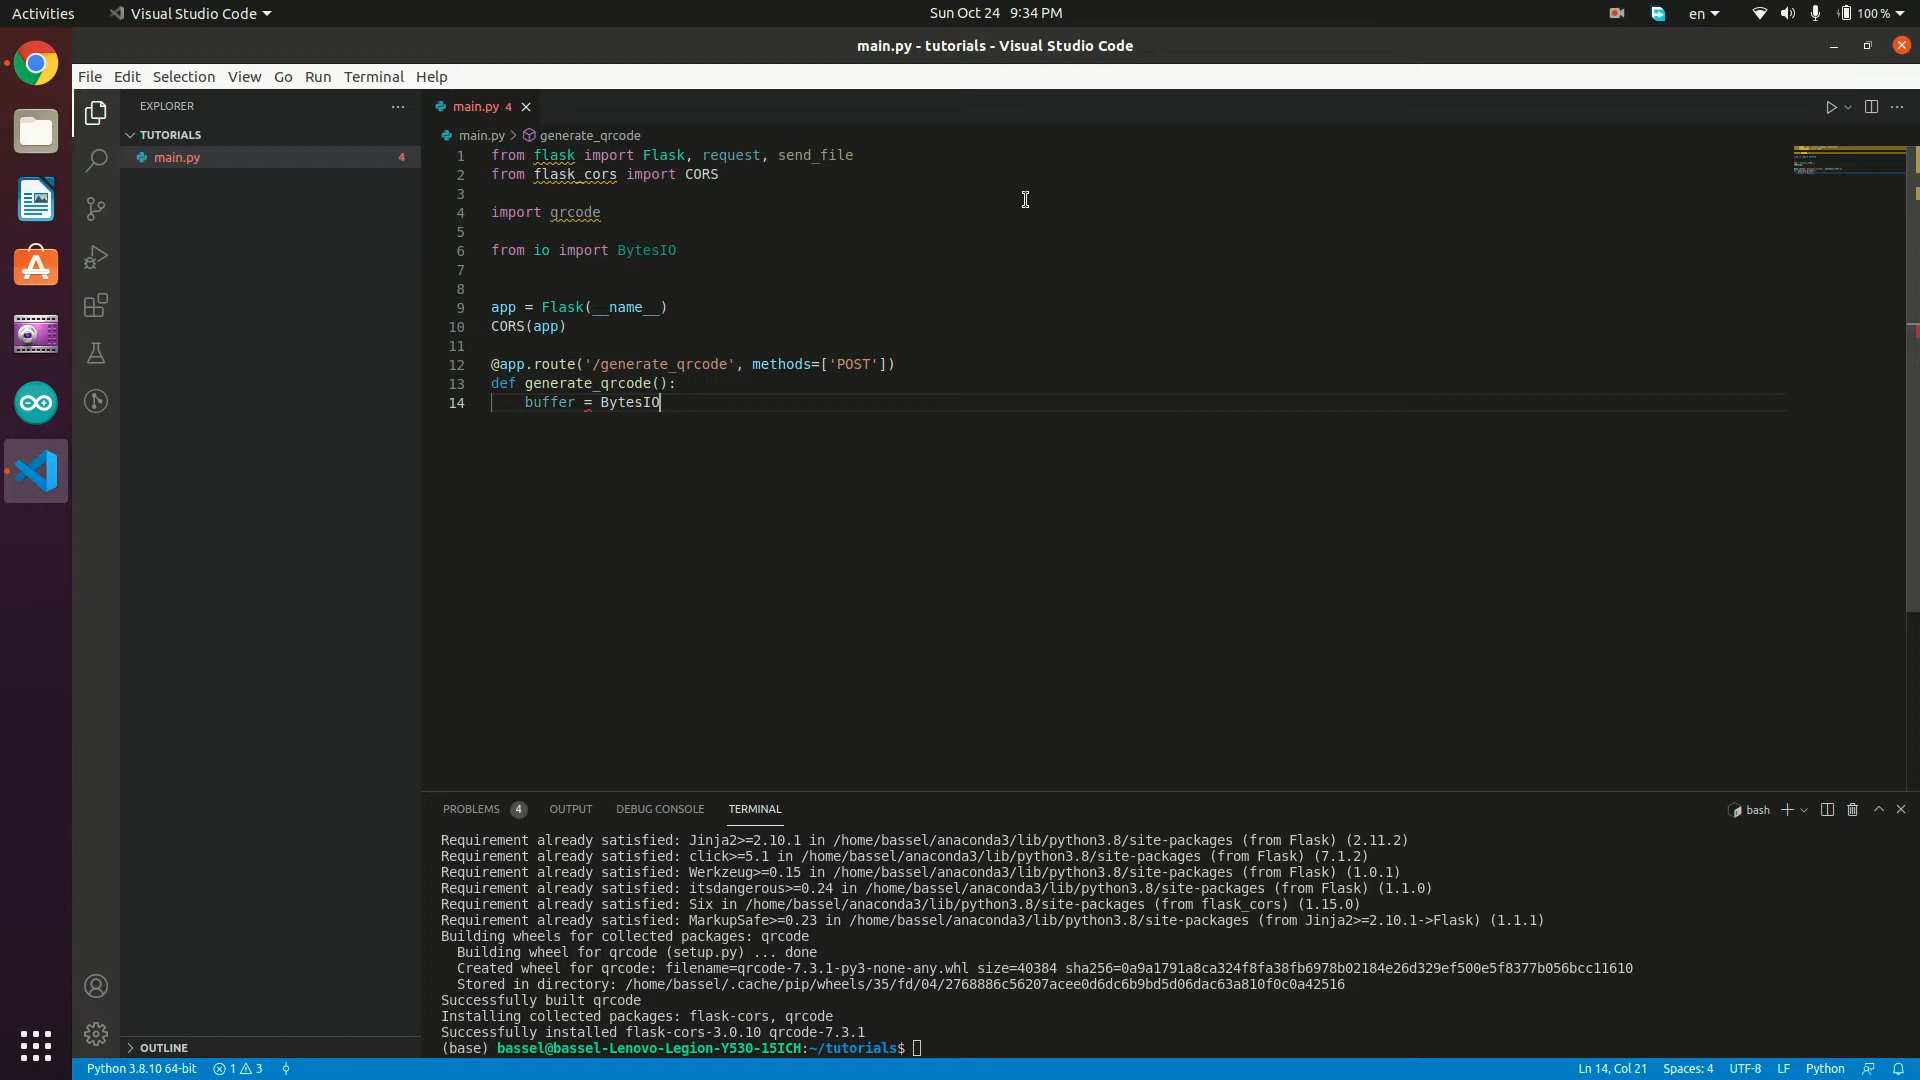 Activities
Visual Studio Code
Sun Oct 24 9:34 PM
en
100 %
main.py - tutorials - Visual Studio Code
File Edit Selection View Go Run Terminal Help
EXPLORER
TUTORIALS
main.py 4
OUTLINE
main.py 4
main.py > generate_qrcode
1 from flask import Flask, request, send_file
2 from flask_cors import CORS
3
4 import qrcode
5
6 from io import BytesIO
7
8
9 app = Flask(__name__)
10 CORS(app)
11
12 @app.route('/generate_qrcode', methods=['POST'])
13 def generate_qrcode():
14 buffer = BytesIO
PROBLEMS 4 OUTPUT DEBUG CONSOLE TERMINAL
bash
Requirement already satisfied: Jinja2>=2.10.1 in /home/bassel/anaconda3/lib/python3.8/site-packages (from Flask) (2.11.2)
Requirement already satisfied: click>=5.1 in /home/bassel/anaconda3/lib/python3.8/site-packages (from Flask) (7.1.2)
Requirement already satisfied: Werkzeug>=0.15 in /home/bassel/anaconda3/lib/python3.8/site-packages (from Flask) (1.0.1)
Requirement already satisfied: itsdangerous>=0.24 in /home/bassel/anaconda3/lib/python3.8/site-packages (from Flask) (1.1.0)
Requirement already satisfied: Six in /home/bassel/anaconda3/lib/python3.8/site-packages (from flask_cors) (1.15.0)
Requirement already satisfied: MarkupSafe>=0.23 in /home/bassel/anaconda3/lib/python3.8/site-packages (from Jinja2>=2.10.1->Flask) (1.1.1)
Building wheels for collected packages: qrcode
Building wheel for qrcode (setup.py) ... done
Created wheel for qrcode: filename=qrcode-7.3.1-py3-none-any.whl size=40384 sha256=0a9a1791a8ca324f8fa38fb6978b02184e26d329ef500e5f8377b056bcc11610
Stored in directory: /home/bassel/.cache/pip/wheels/35/fd/04/2768886c56207acee0d6dc6b9bd5d06dac63a810f0c0a42516
Successfully built qrcode
Installing collected packages: flask-cors, qrcode
Successfully installed flask-cors-3.0.10 qrcode-7.3.1
(base) bassel@bassel-Lenovo-Legion-Y530-15ICH:~/tutorials$
Python 3.8.10 64-bit 1 3
Ln 14, Col 21 Spaces: 4 UTF-8 LF Python